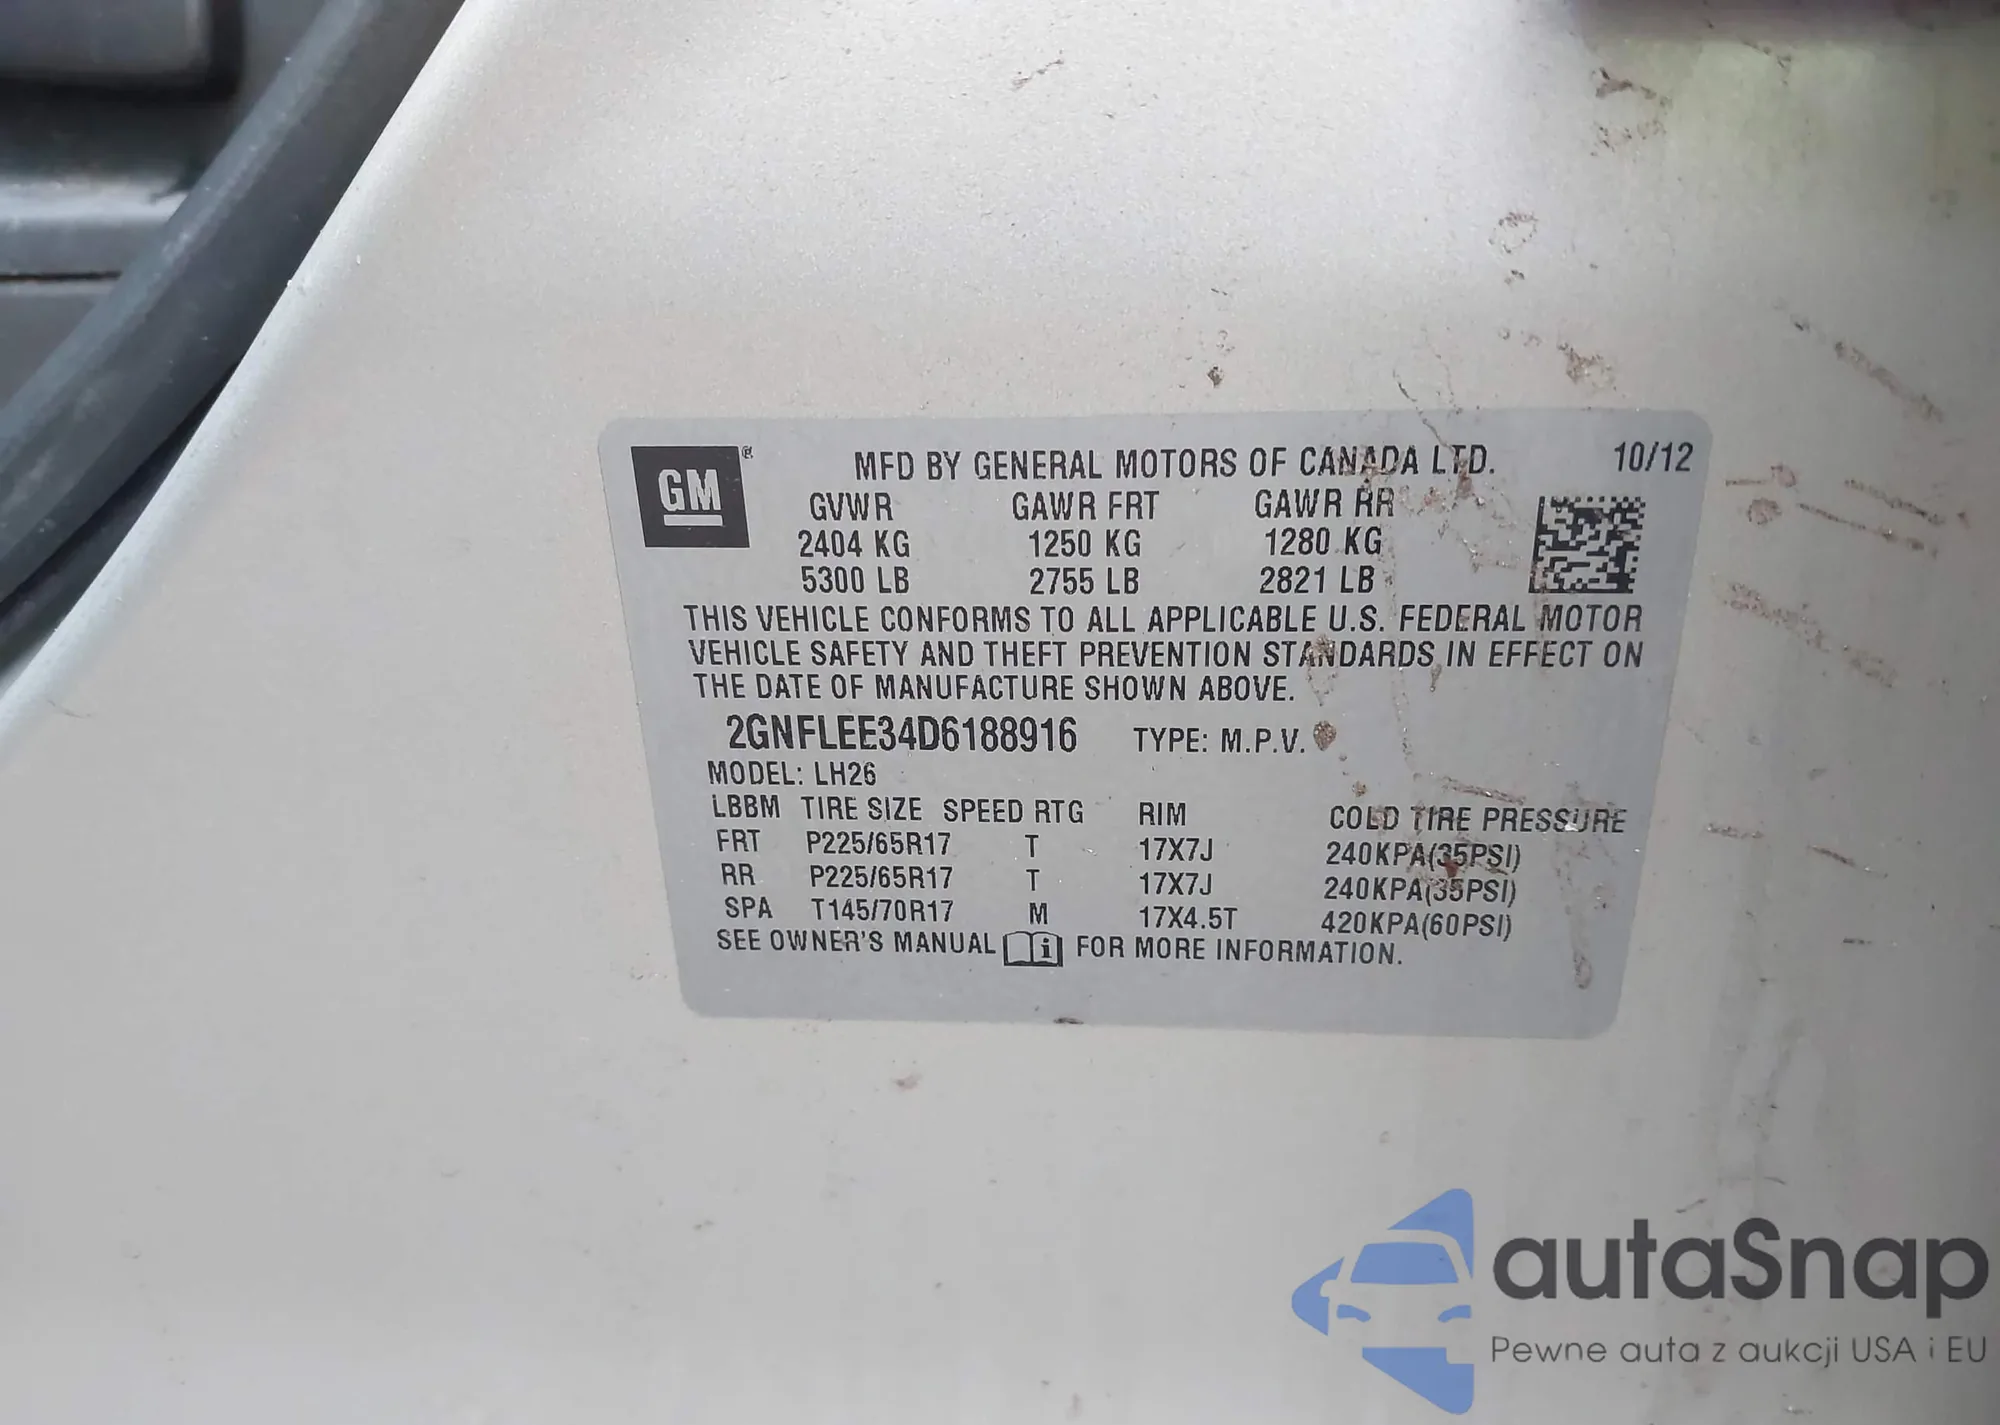 GM®
MFD BY GENERAL MOTORS OF CANADA LTD. 10/12
GVWR GAWR FRT GAWR RR
2404 KG 1250 KG 1280 KG
5300 LB 2755 LB 2821 LB
THIS VEHICLE CONFORMS TO ALL APPLICABLE U.S. FEDERAL MOTOR
VEHICLE SAFETY AND THEFT PREVENTION STANDARDS IN EFFECT ON
THE DATE OF MANUFACTURE SHOWN ABOVE.
2GNFLEE34D6188916 TYPE: M.P.V.
MODEL: LH26
LBBM TIRE SIZE SPEED RTG RIM COLD TIRE PRESSURE
FRT P225/65R17 T 17X7J 240KPA(35PSI)
RR P225/65R17 T 17X7J 240KPA(35PSI)
SPA T145/70R17 M 17X4.5T 420KPA(60PSI)
SEE OWNER'S MANUAL i FOR MORE INFORMATION.
autaSnap
Pewne auta z aukcji USA i EU